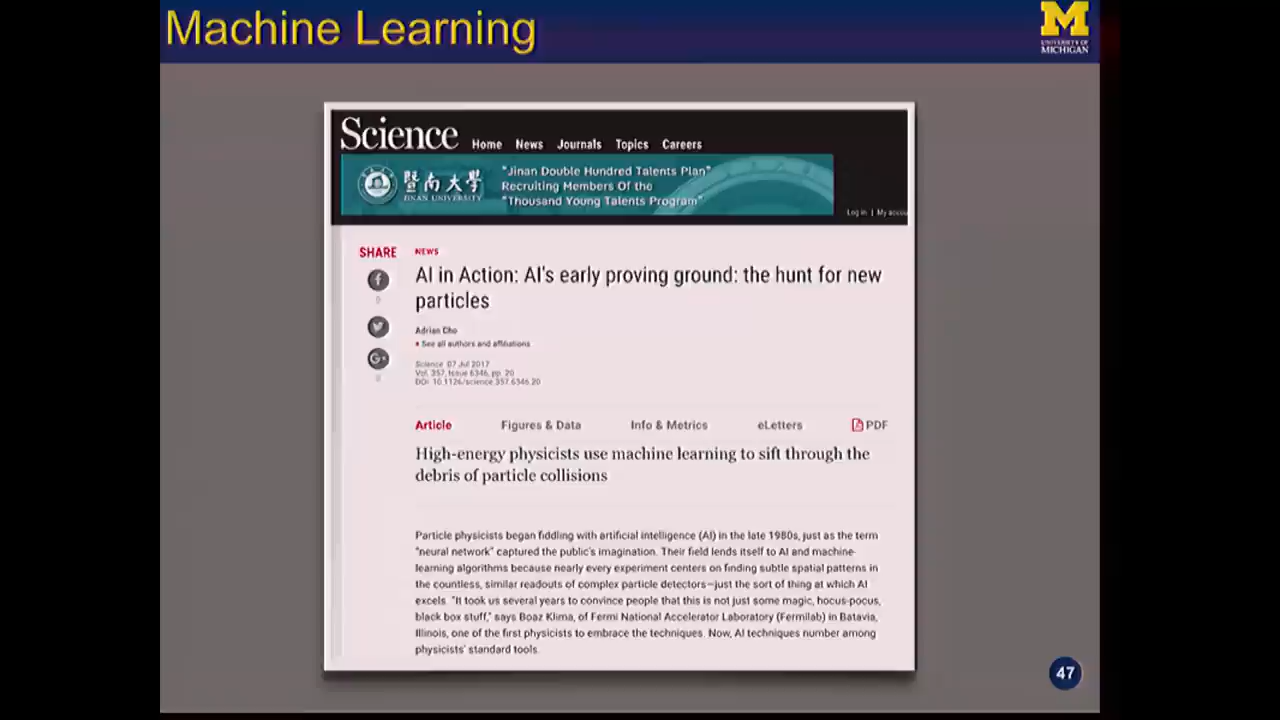 Machine Learning
M
UNIVERSITY OF
MICHIGAN
Science Home News Journals Topics Careers
暨南大學
JINAN UNIVERSITY
"Jinan Double Hundred Talents Plan"
Recruiting Members Of the
"Thousand Young Talents Program"
Log in | My accou
SHARE
NEWS
AI in Action: AI's early proving ground: the hunt for new
particles
Adrian Cho
See all authors and affiliations
Science 07 Jul 2017
Vol. 357, Issue 6346, pp. 20
DOI: 10.1126/science.357.6346.20
Article Figures & Data Info & Metrics eLetters PDF
High-energy physicists use machine learning to sift through the
debris of particle collisions
Particle physicists began fiddling with artificial intelligence (AI) in the late 1980s, just as the term
"neural network" captured the public's imagination. Their field lends itself to AI and machine-
learning algorithms because nearly every experiment centers on finding subtle spatial patterns in
the countless, similar readouts of complex particle detectors—just the sort of thing at which AI
excels. "It took us several years to convince people that this is not just some magic, hocus-pocus,
black box stuff," says Boaz Klima, of Fermi National Accelerator Laboratory (Fermilab) in Batavia,
Illinois, one of the first physicists to embrace the techniques. Now, AI techniques number among
physicists' standard tools.
47